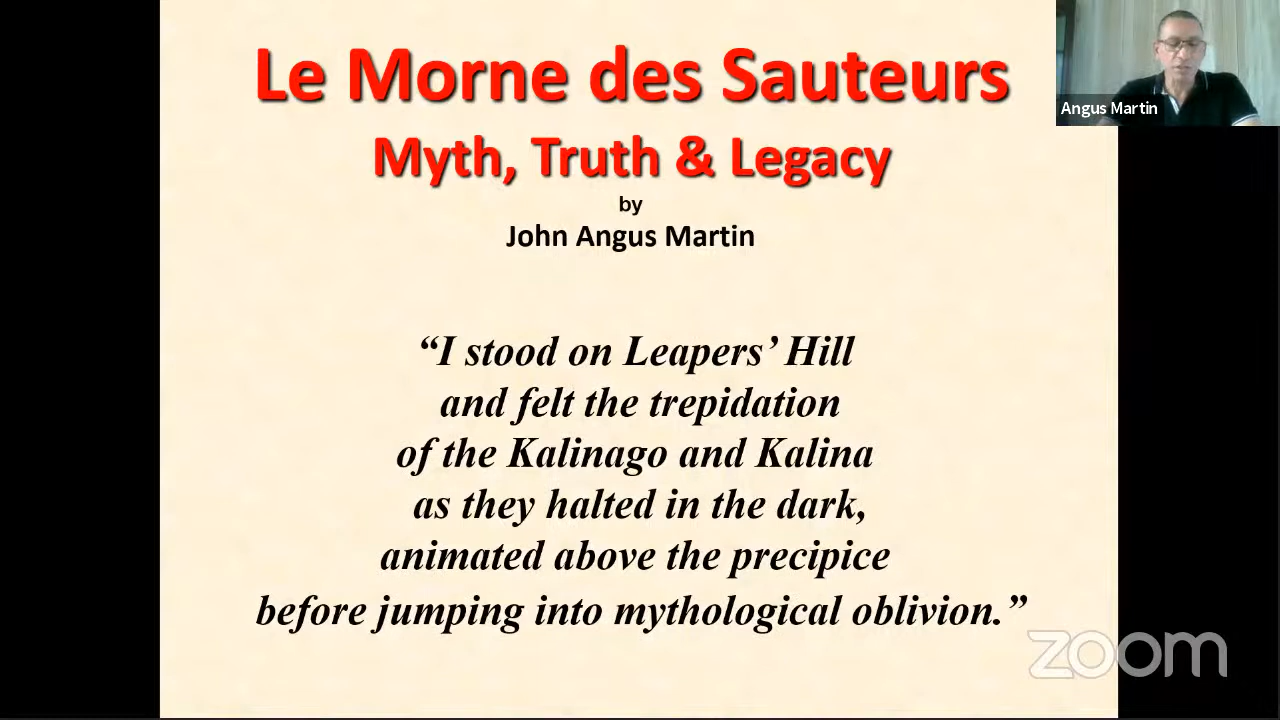 Le Morne des Sauteurs
Myth, Truth & Legacy
by
John Angus Martin
“I stood on Leapers’ Hill
and felt the trepidation
of the Kalinago and Kalina
as they halted in the dark,
animated above the precipice
before jumping into mythological oblivion.”
Angus Martin
zoom